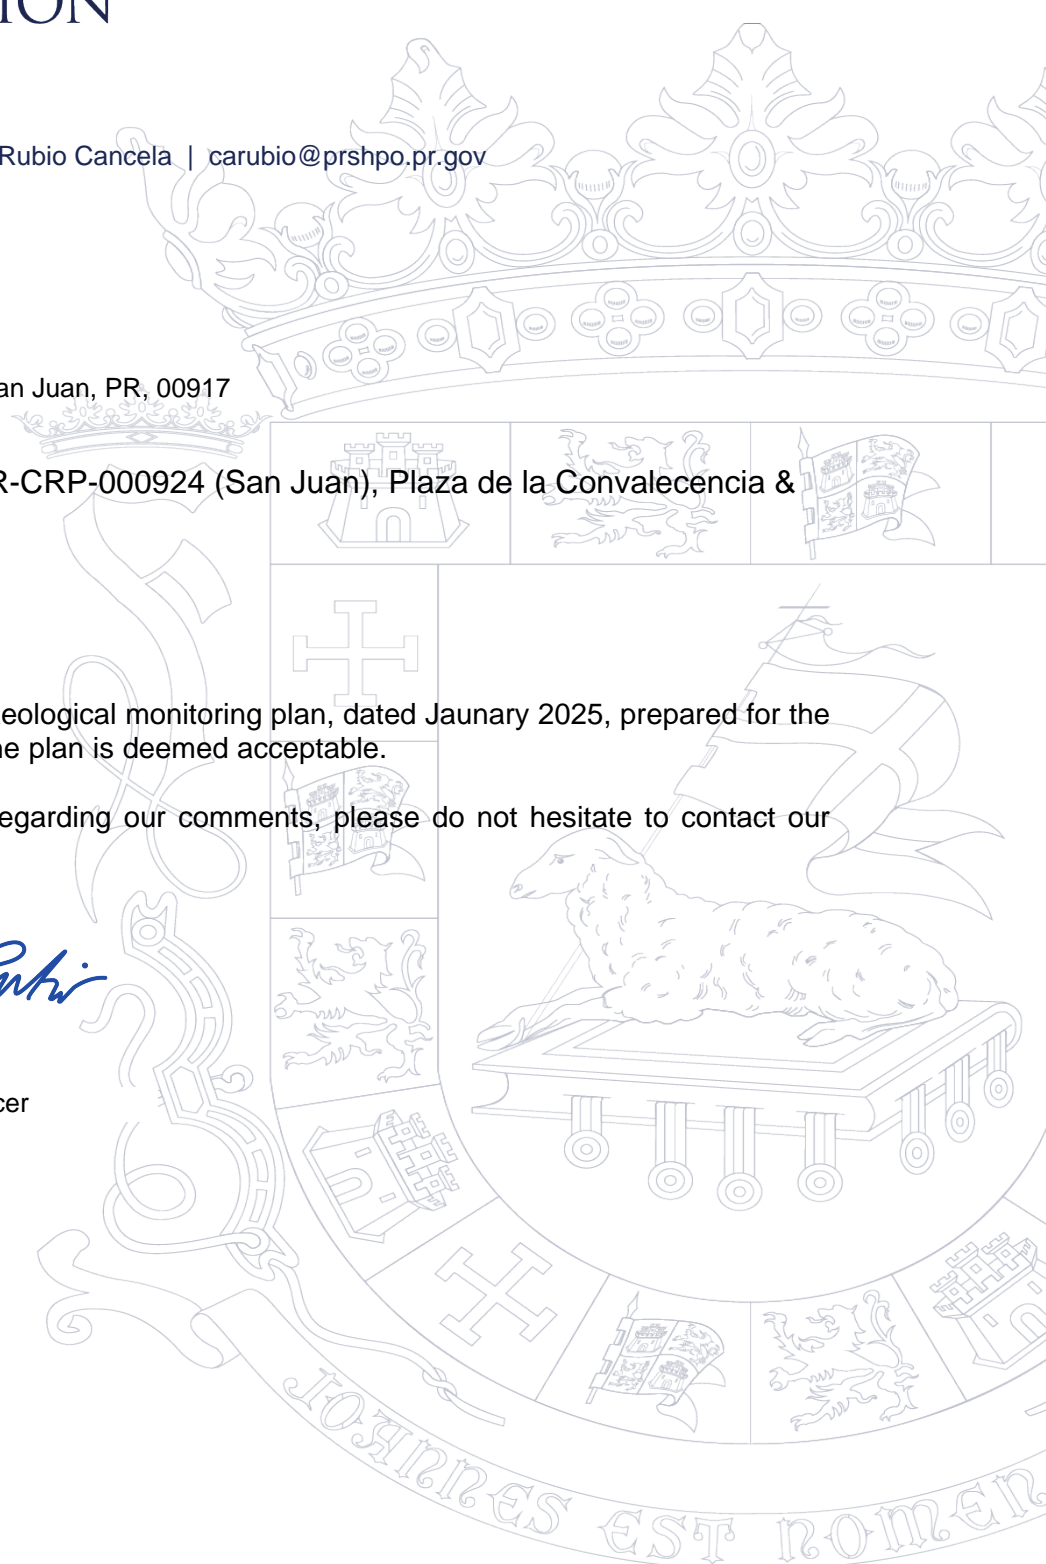 ION
Rubio Cancela | carubio@prshpo.pr.gov
an Juan, PR, 00917
R-CRP-000924 (San Juan), Plaza de la Convalecencia &
eological monitoring plan, dated Jaunary 2025, prepared for the
ne plan is deemed acceptable.
egarding our comments, please do not hesitate to contact our
cer
JOANNES EST NOMEN